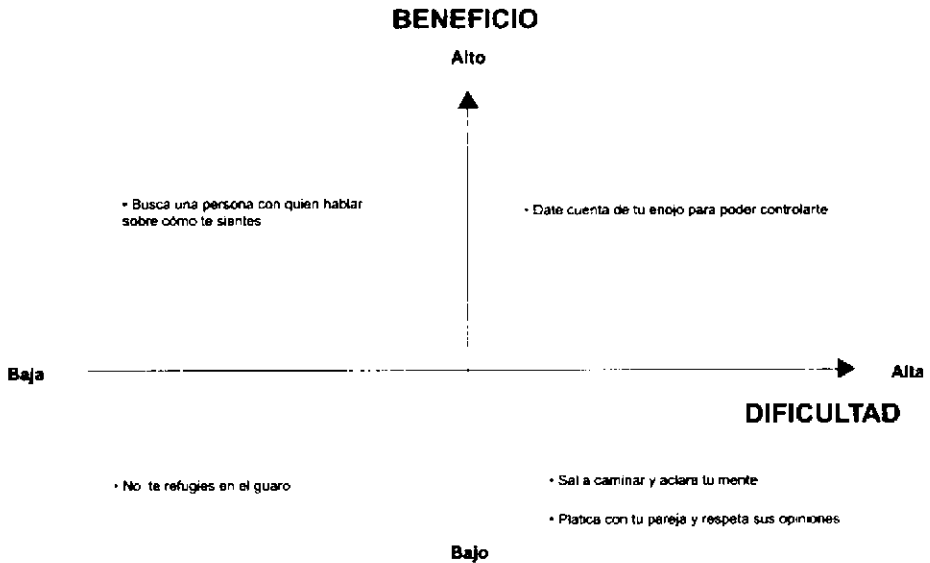 BENEFICIO
Alto
• Busca una persona con quien hablar
sobre cómo te sientes
• Date cuenta de tu enojo para poder controlarte
Baja
Alta
DIFICULTAD
• No te refugies en el guaro
• Sal a caminar y aclara tu mente
• Platica con tu pareja y respeta sus opiniones
Bajo